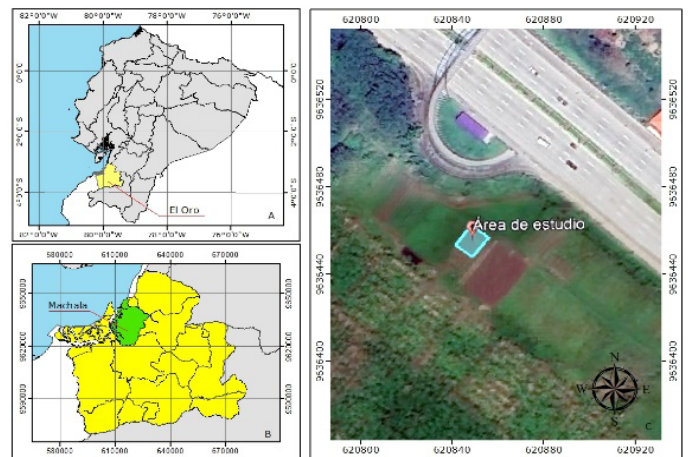 82°0'0"W 80°0'0"W 78°0'0"W 76°0'0"W
0°0'0"
0°0'0"
2°0'0"S
2°0'0"S
4°0'0"S
4°0'0"S
El Oro
A
82°0'0"W 80°0'0"W 78°0'0"W 76°0'0"W
580000 610000 640000 670000
9650000
9650000
9620000
9620000
9590000
9590000
Machala
B
580000 610000 640000 670000
620800 620840 620880 620920
9636520
9636520
9636480
9636480
9636440
9636440
9636400
9636400
Área de estudio
N
W E
S
C
620800 620840 620880 620920